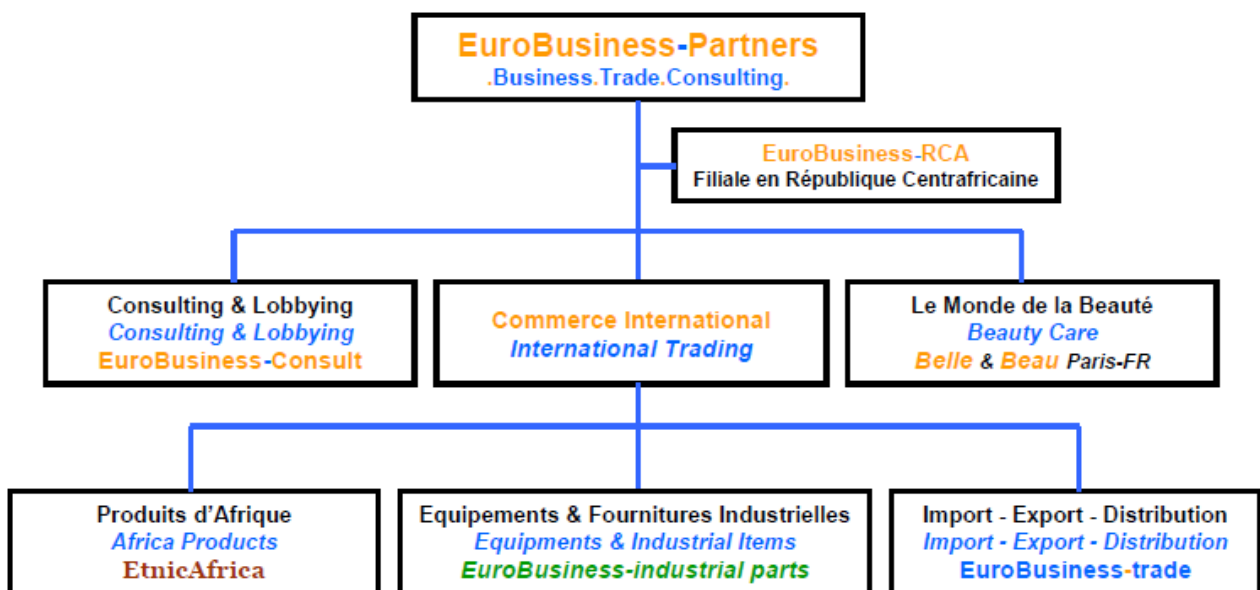 EuroBusiness-Partners
.Business.Trade.Consulting.
EuroBusiness-RCA
Filiale en République Centrafricaine
Consulting & Lobbying
Consulting & Lobbying
EuroBusiness-Consult
Commerce International
International Trading
Le Monde de la Beauté
Beauty Care
Belle & Beau Paris-FR
Produits d’Afrique
Africa Products
EtnicAfrica
Equipements & Fournitures Industrielles
Equipments & Industrial Items
EuroBusiness-industrial parts
Import - Export - Distribution
Import - Export - Distribution
EuroBusiness-trade